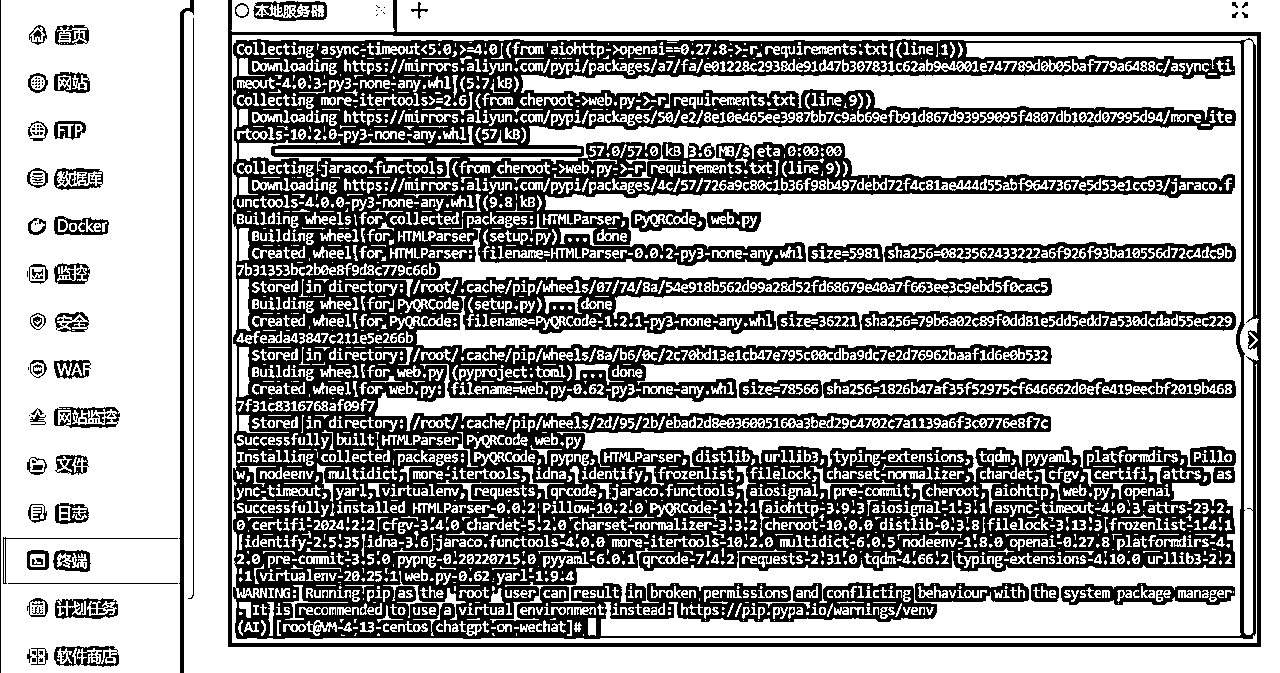 首页
网站
FTP
数据库
Docker
监控
安全
WAF
网站监控
文件
日志
终端
计划任务
软件商店
本地服务器
Collecting async-timeout<5.0,>=4.0 (from aiohttp->openai==0.27.8->-r requirements.txt (line 1))
Downloading https://mirrors.aliyun.com/pypi/packages/a7/fa/e01228c2938de91d47b307831c62ab9e4001e747789d0b05baf779a6488c/async_ti
meout-4.0.3-py3-none-any.whl (5.7 kB)
Collecting more-itertools>=2.6 (from cheroot->web.py->-r requirements.txt (line 9))
Downloading https://mirrors.aliyun.com/pypi/packages/50/e2/8e10e465ee3987bb7c9ab69efb91d867d93959095f4807db102d07995d94/more_ite
rtools-10.2.0-py3-none-any.whl (57 kB)
57.0/57.0 kB 3.6 MB/s eta 0:00:00
Collecting jaraco.functools (from cheroot->web.py->-r requirements.txt (line 9))
Downloading https://mirrors.aliyun.com/pypi/packages/4c/57/726a9c80c1b36f98b497debd72f4c81ae444d55abf9647367e5d53e1cc93/jaraco.f
unctools-4.0.0-py3-none-any.whl (9.8 kB)
Building wheels for collected packages: HTMLParser, PyQRCode, web.py
Building wheel for HTMLParser (setup.py) ... done
Created wheel for HTMLParser: filename=HTMLParser-0.0.2-py3-none-any.whl size=5981 sha256=0823562433222a6f926f93ba10556d72c4dc9b
7b31353bc2b0e8f9d8c779c66b
Stored in directory: /root/.cache/pip/wheels/07/74/8a/54e918b562d99a28d52fd68679e40a7f663ee3c9ebd5f0cac5
Building wheel for PyQRCode (setup.py) ... done
Created wheel for PyQRCode: filename=PyQRCode-1.2.1-py3-none-any.whl size=36221 sha256=79b6a02c89f0dd81e5dd5edd7a530dcdad55ec229
4efeada43847c211e5e266b
Stored in directory: /root/.cache/pip/wheels/8a/b6/0c/2c70bd13e1cb47e795c00cdba9dc7e2d76962baaf1d6e0b532
Building wheel for web.py (pyproject.toml) ... done
Created wheel for web.py: filename=web.py-0.62-py3-none-any.whl size=78566 sha256=1826b47af35f52975cf646662d0efe419eecbf2019b468
7f31c8316768af09f7
Stored in directory: /root/.cache/pip/wheels/2d/95/2b/ebad2d8e036005160a3bed29c4702c7a1139a6f3c0776e8f7c
Successfully built HTMLParser PyQRCode web.py
Installing collected packages: PyQRCode, pypng, HTMLParser, distlib, urllib3, typing-extensions, tqdm, pyyaml, platformdirs, Pillo
w, nodeenv, multidict, more-itertools, idna, identify, frozenlist, filelock, charset-normalizer, chardet, cfgv, certifi, attrs, as
ync-timeout, yarl, virtualenv, requests, qrcode, jaraco.functools, aiosignal, pre-commit, cheroot, aiohttp, web.py, openai
Successfully installed HTMLParser-0.0.2 Pillow-10.2.0 PyQRCode-1.2.1 aiohttp-3.9.3 aiosignal-1.3.1 async-timeout-4.0.3 attrs-23.2.
0 certifi-2024.2.2 cfgv-3.4.0 chardet-5.2.0 charset-normalizer-3.3.2 cheroot-10.0.0 distlib-0.3.8 filelock-3.13.3 frozenlist-1.4.1
identify-2.5.35 idna-3.6 jaraco.functools-4.0.0 more-itertools-10.2.0 multidict-6.0.5 nodeenv-1.8.0 openai-0.27.8 platformdirs-4.
2.0 pre-commit-3.5.0 pypng-0.20220715.0 pyyaml-6.0.1 qrcode-7.4.2 requests-2.31.0 tqdm-4.66.2 typing-extensions-4.10.0 urllib3-2.2
.1 virtualenv-20.25.1 web.py-0.62 yarl-1.9.4
WARNING: Running pip as the 'root' user can result in broken permissions and conflicting behaviour with the system package manager
. It is recommended to use a virtual environment instead: https://pip.pypa.io/warnings/venv
(AI) [root@VM-4-13-centos chatgpt-on-wechat]#